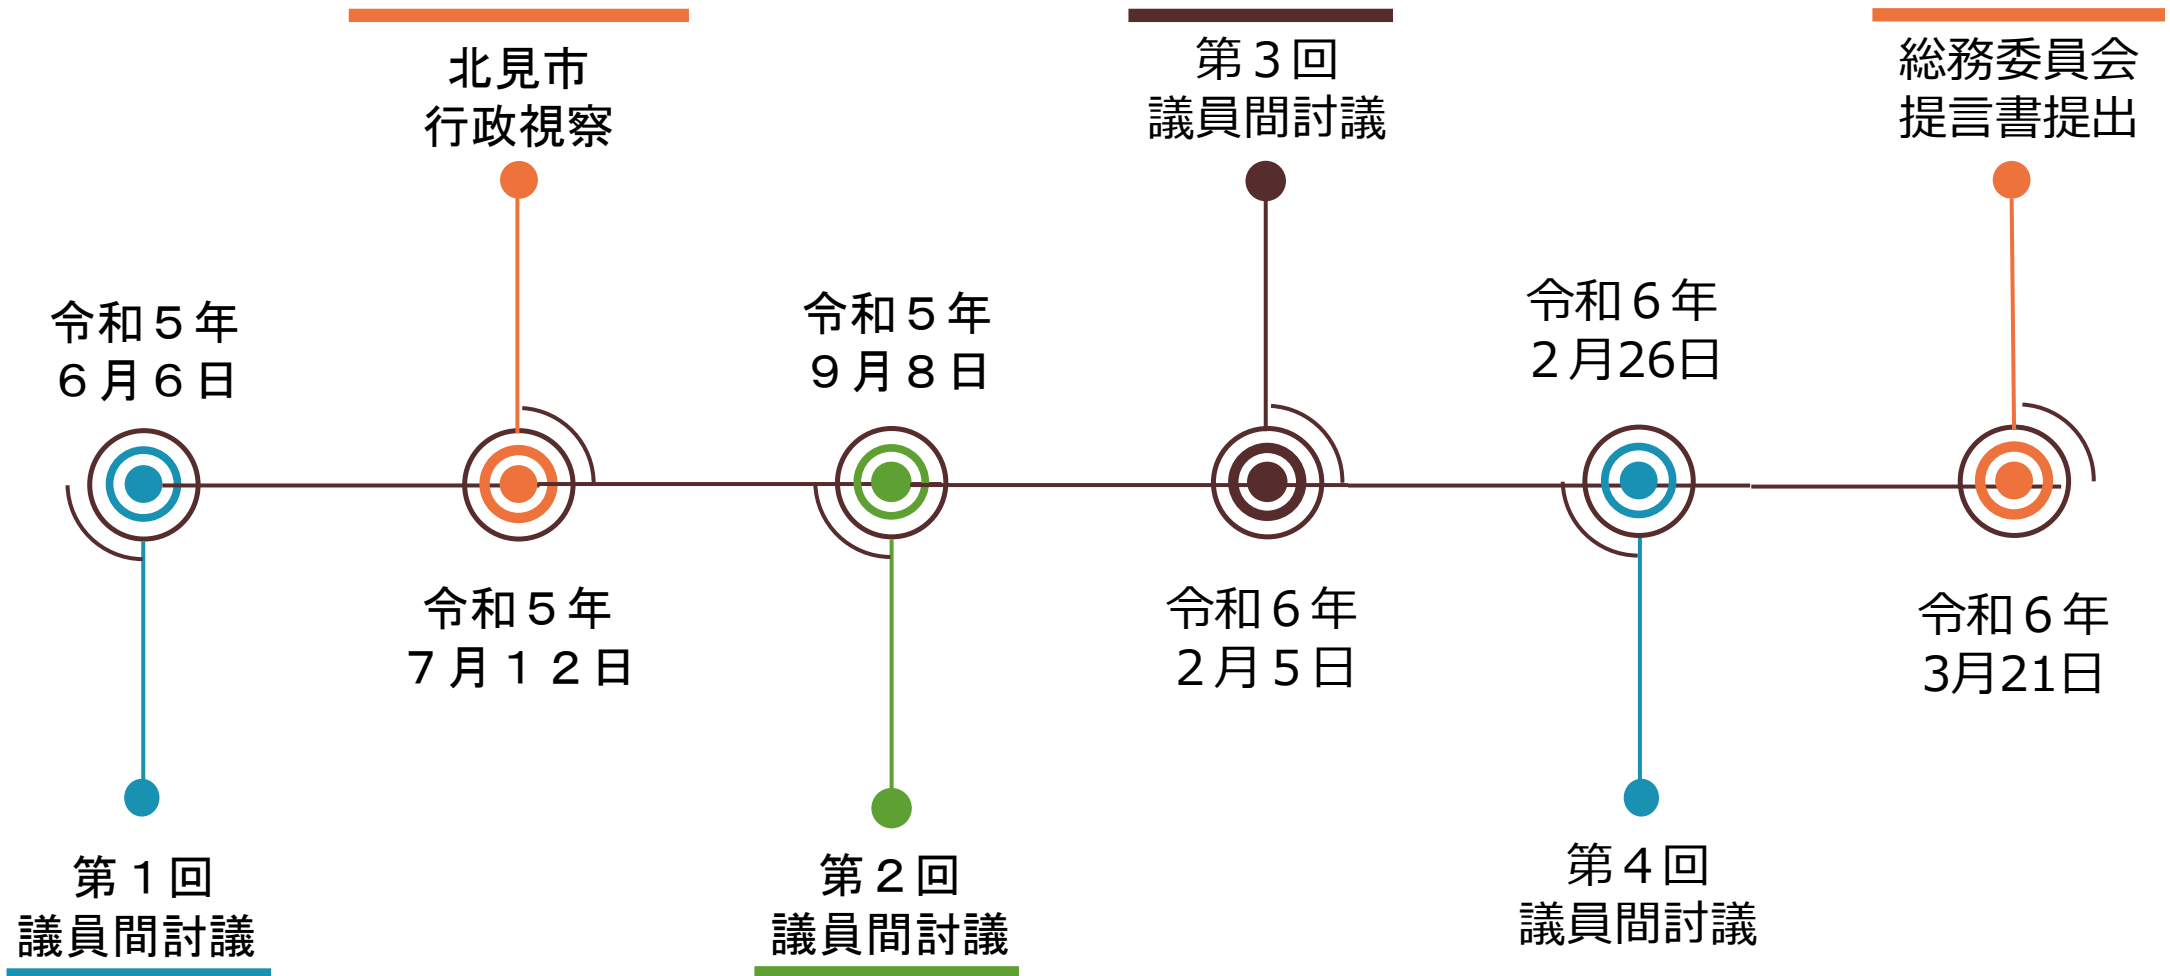 令和５年
６月６日
第１回
議員間討議
北見市
行政視察
令和５年
７月１２日
令和５年
９月８日
第２回
議員間討議
第３回
議員間討議
令和６年
２月５日
令和６年
２月26日
第４回
議員間討議
総務委員会
提言書提出
令和６年
3月21日